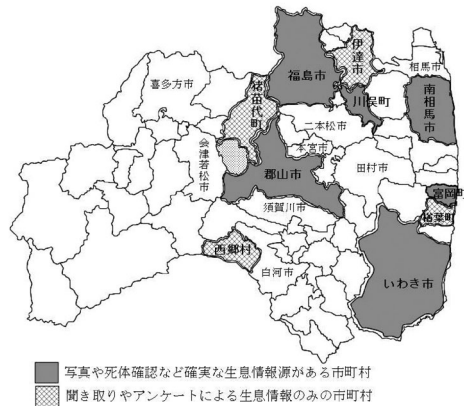 相馬市
伊達市
福島市
喜多方市
猪苗代町
川俣町
南相馬市
二本松市
本宮市
会津若松市
郡山市
田村市
富岡町
楢葉町
須賀川市
西郷村
白河市
いわき市
写真や死体確認など確実な生息情報源がある市町村
聞き取りやアンケートによる生息情報のみの市町村